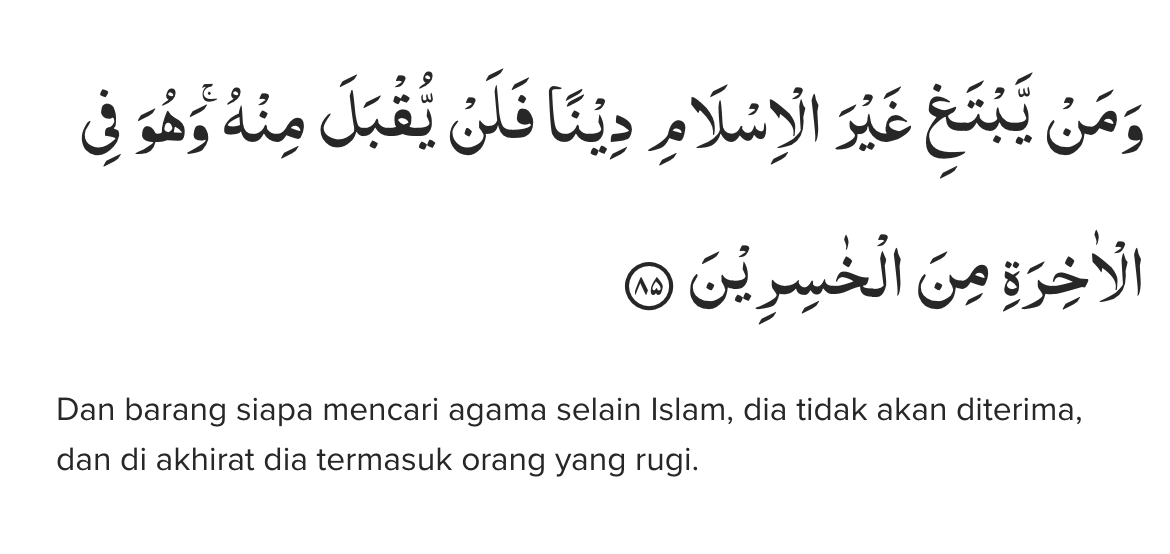 وَمَنْ يَّبْتَغِ غَيْرَ الْاِسْلَامِ دِيْنًا فَلَنْ يُّقْبَلَ مِنْهُۚ وَهُوَ فِى
الْاٰخِرَةِ مِنَ الْخٰسِرِيْنَ ٨٥
Dan barang siapa mencari agama selain Islam, dia tidak akan diterima,
dan di akhirat dia termasuk orang yang rugi.